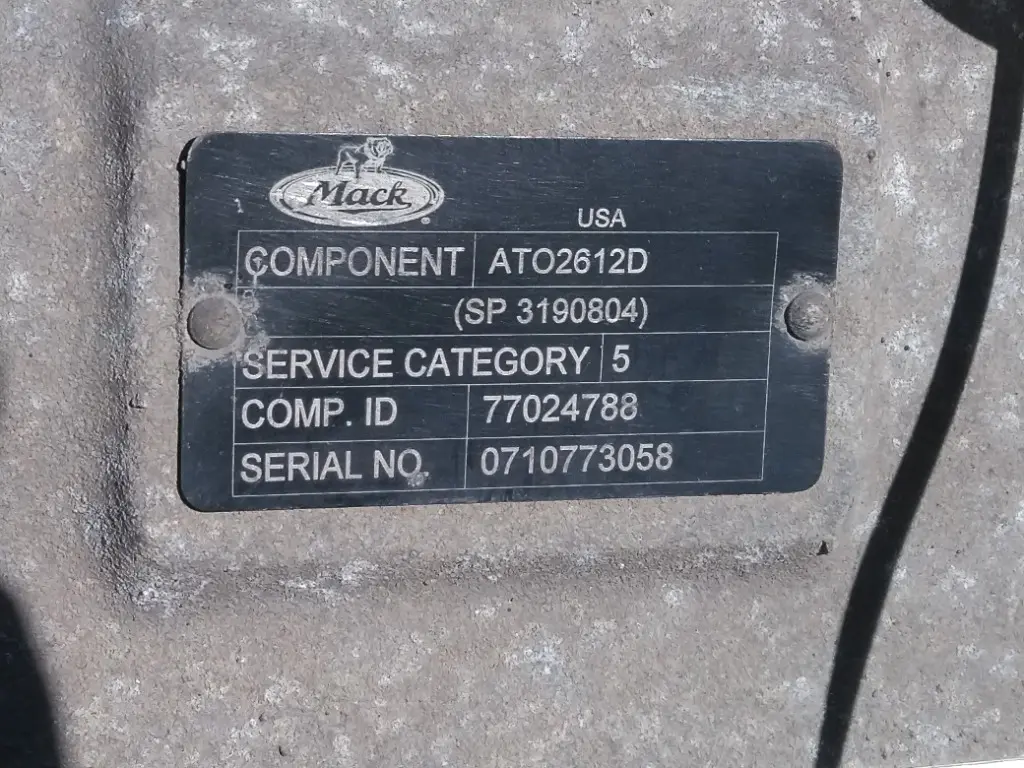 Mack
USA
COMPONENT ATO2612D
(SP 3190804)
SERVICE CATEGORY 5
COMP. ID 77024788
SERIAL NO. 0710773058